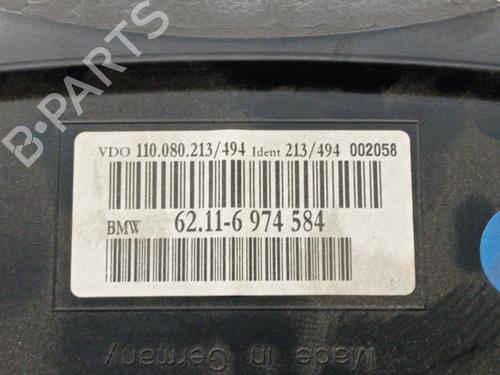 B-PARTS
VDO 110.080.213/494 Ident 213/494 002058
BMW 62.11-6 974 584
Made in Germany